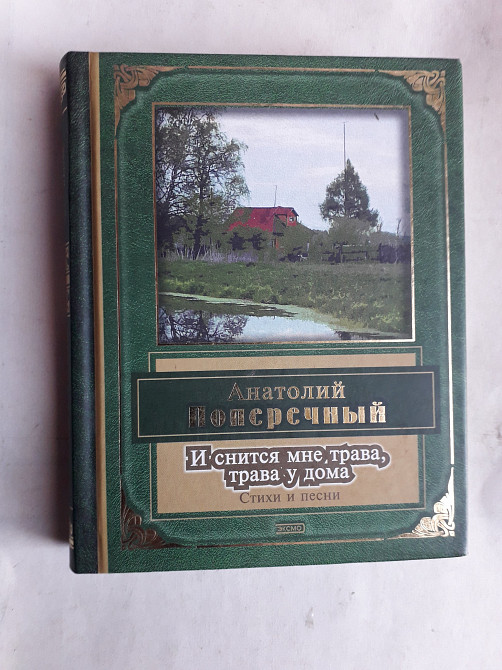 Анатолий
Поперечный
И снится мне трава,
трава у дома
Стихи и песни
ЭКСМО